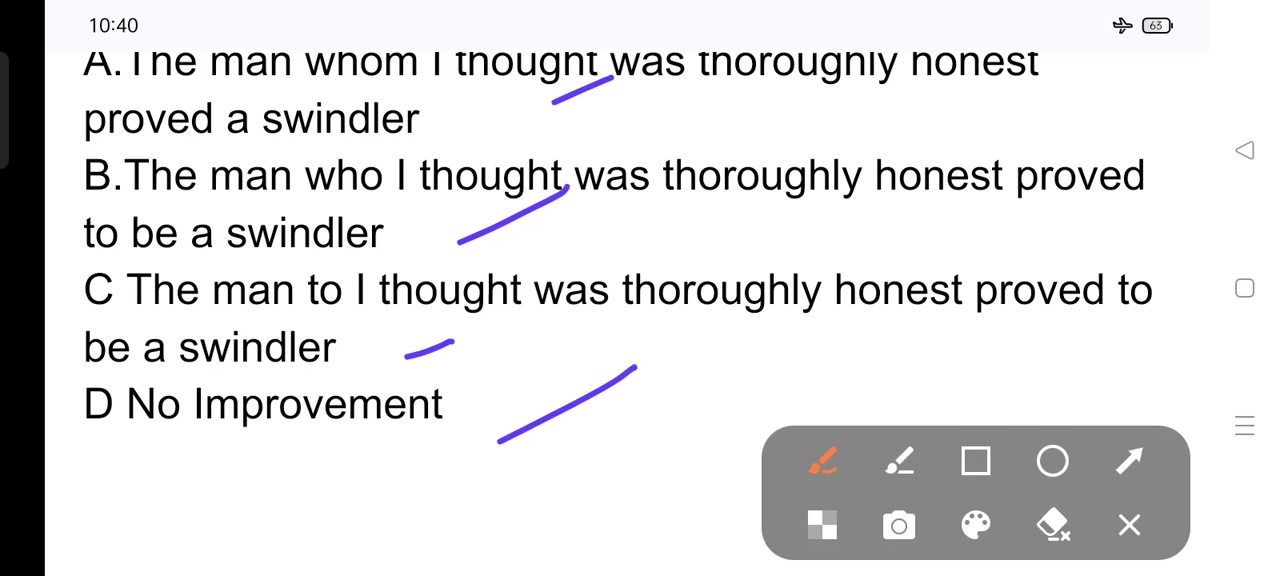 10:40
63
A.The man whom I thought was thoroughly honest
proved a swindler
B.The man who I thought was thoroughly honest proved
to be a swindler
C The man to I thought was thoroughly honest proved to
be a swindler
D No Improvement